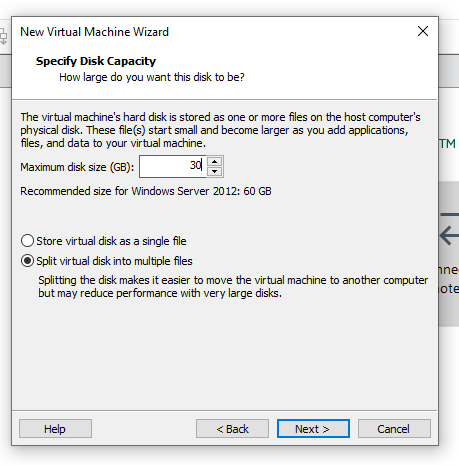 New Virtual Machine Wizard
Specify Disk Capacity
How large do you want this disk to be?
The virtual machine's hard disk is stored as one or more files on the host computer's
physical disk. These file(s) start small and become larger as you add applications,
files, and data to your virtual machine.
Maximum disk size (GB): 30
Recommended size for Windows Server 2012: 60 GB
Store virtual disk as a single file
Split virtual disk into multiple files
Splitting the disk makes it easier to move the virtual machine to another computer
but may reduce performance with very large disks.
Help < Back Next > Cancel
TM